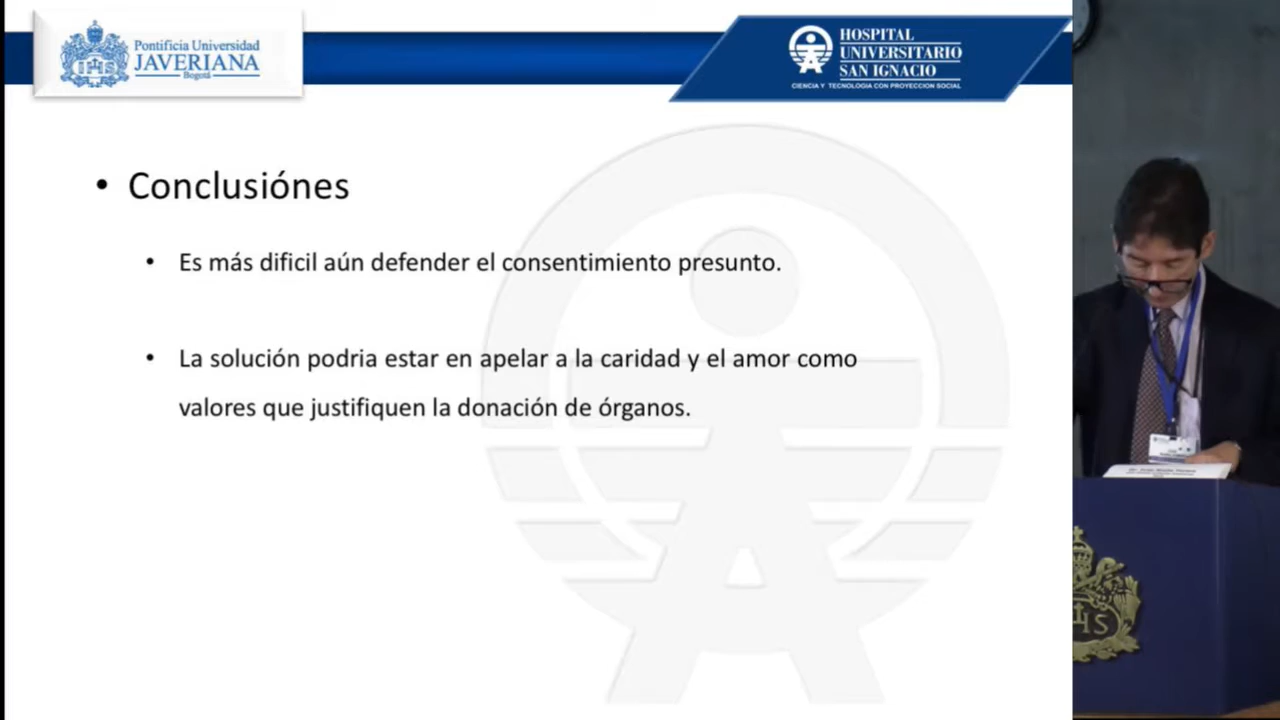 Pontificia Universidad
JAVERIANA
Bogotá
HOSPITAL
UNIVERSITARIO
SAN IGNACIO
CIENCIA Y TECNOLOGIA CON PROYECCION SOCIAL
• Conclusiónes
• Es más dificil aún defender el consentimiento presunto.
• La solución podria estar en apelar a la caridad y el amor como
valores que justifiquen la donación de órganos.
IHS